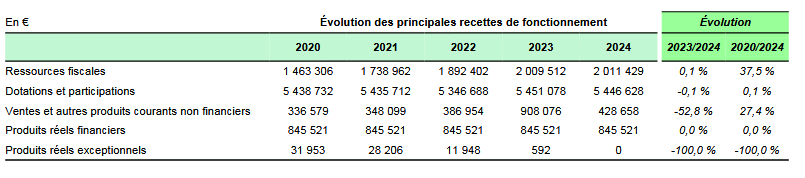 En € Évolution des principales recettes de fonctionnement Évolution
2020 2021 2022 2023 2024 2023/2024 2020/2024
Ressources fiscales 1 463 306 1 738 962 1 892 402 2 009 512 2 011 429 0,1 % 37,5 %
Dotations et participations 5 438 732 5 435 712 5 346 688 5 451 078 5 446 628 -0,1 % 0,1 %
Ventes et autres produits courants non financiers 336 579 348 099 386 954 908 076 428 658 -52,8 % 27,4 %
Produits réels financiers 845 521 845 521 845 521 845 521 845 521 0,0 % 0,0 %
Produits réels exceptionnels 31 953 28 206 11 948 592 0 -100,0 % -100,0 %